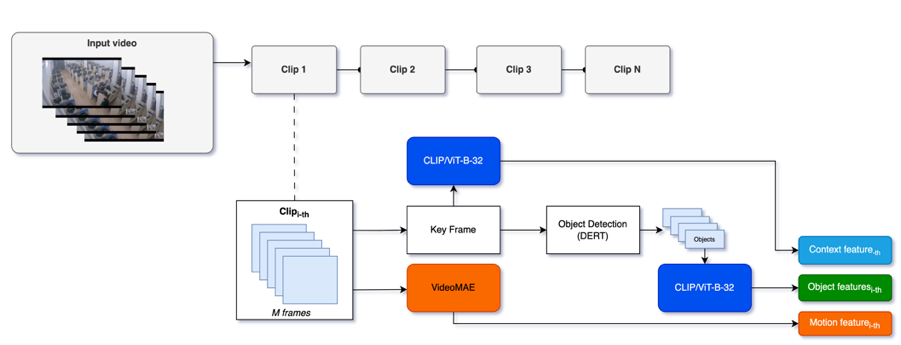 Input video
Clip 1
Clip 2
Clip 3
Clip N
CLIP/ViT-B-32
Clipi-th
Key Frame
Object Detection
(DERT)
Objects
Context feature-th
VideoMAE
CLIP/ViT-B-32
Object featuresi-th
M frames
Motion featurei-th